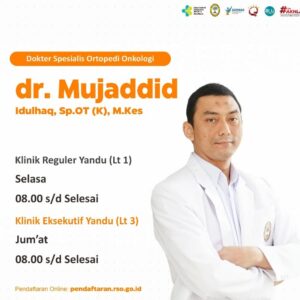 Dokter Spesialis Ortopedi Onkologi
dr. Mujaddid
Idulhaq, Sp.OT (K), M.Kes
Klinik Reguler Yandu (Lt 1)
Selasa
08.00 s/d Selesai
Klinik Eksekutif Yandu (Lt 3)
Jum'at
08.00 s/d Selesai
Pendaftaran Online: pendaftaran.rso.go.id